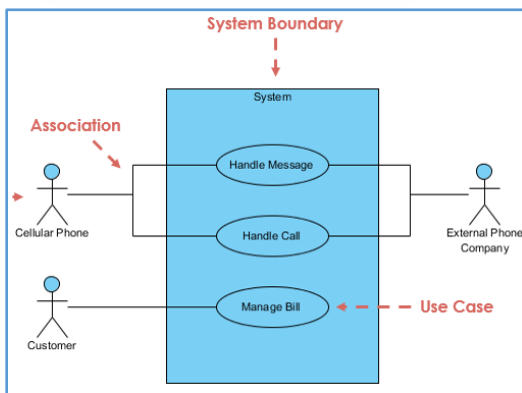 System Boundary
System
Association
Handle Message
Cellular Phone
Handle Call
External Phone
Company
Manage Bill
Use Case
Customer